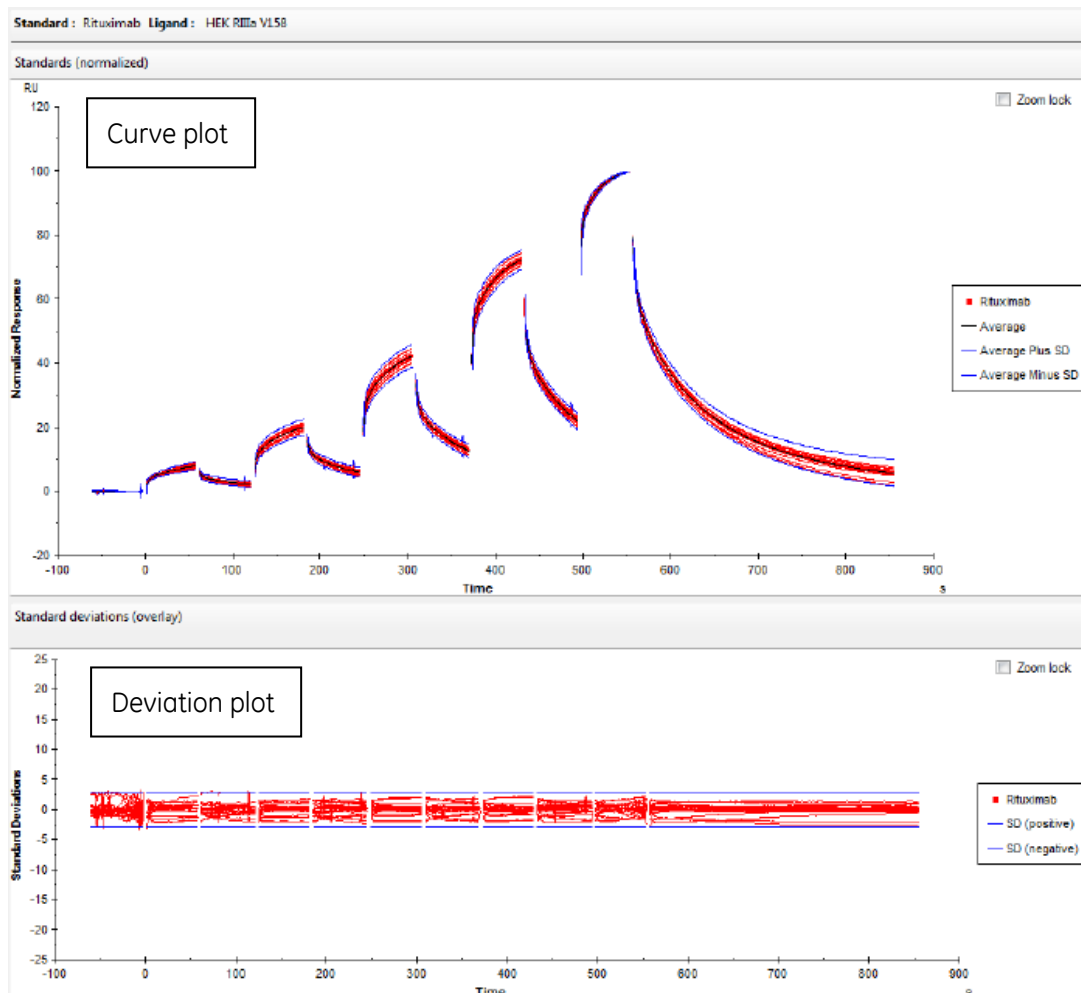 Standard : Rituximab Ligand : HEK RIIIa V158
Standards (normalized)
RU
120
100
80
60
40
20
0
-20
Normalized Response
Curve plot
Zoom lock
Rituximab
Average
Average Plus SD
Average Minus SD
-100 0 100 200 300 400 500 600 700 800 900
Time
s
Standard deviations (overlay)
25
20
15
10
5
0
-5
-10
-15
-20
-25
Standard Deviations
Deviation plot
Zoom lock
Rituximab
SD (positive)
SD (negative)
-100 0 100 200 300 400 500 600 700 800 900
Time
s